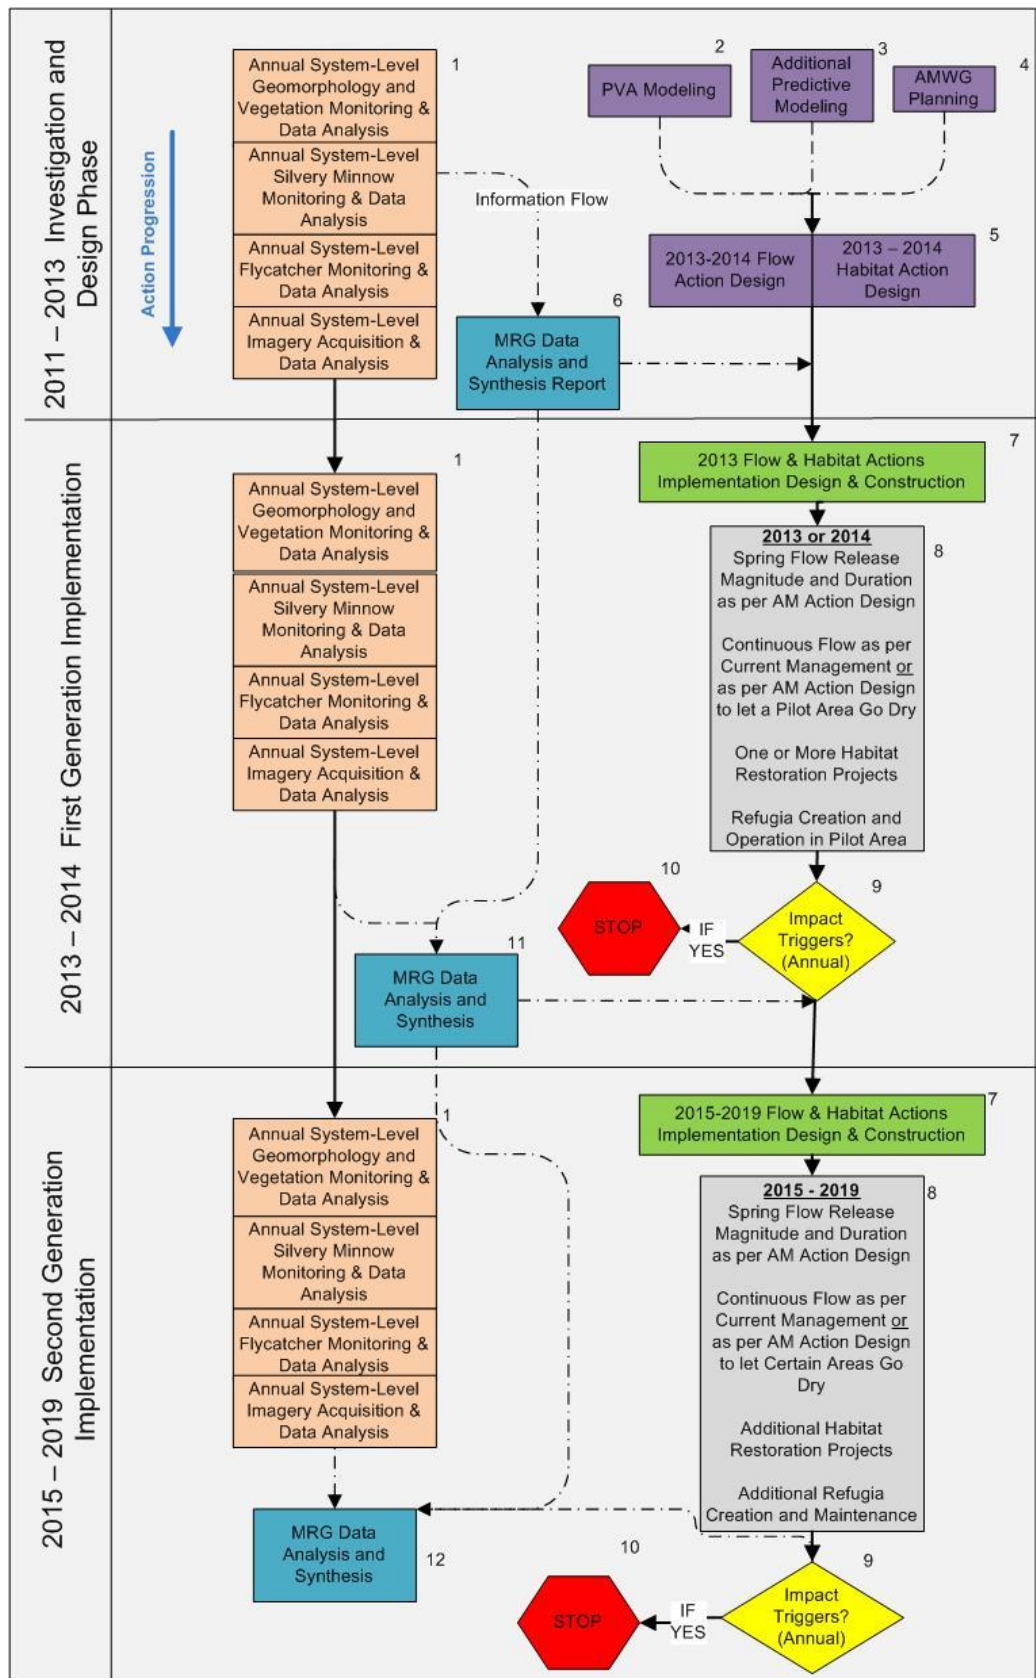 2011 – 2013 Investigation and
Design Phase
Action Progression
Annual System-Level
Geomorphology and
Vegetation Monitoring &
Data Analysis
1
Annual System-Level
Silvery Minnow
Monitoring & Data
Analysis
Annual System-Level
Flycatcher Monitoring &
Data Analysis
Annual System-Level
Imagery Acquisition &
Data Analysis
Information Flow
2
PVA Modeling
3
Additional
Predictive
Modeling
4
AMWG
Planning
5
2013-2014 Flow
Action Design
2013 – 2014
Habitat Action
Design
6
MRG Data
Analysis and
Synthesis Report
2013 – 2014 First Generation Implementation
1
Annual System-Level
Geomorphology and
Vegetation Monitoring &
Data Analysis
Annual System-Level
Silvery Minnow
Monitoring & Data
Analysis
Annual System-Level
Flycatcher Monitoring &
Data Analysis
Annual System-Level
Imagery Acquisition &
Data Analysis
7
2013 Flow & Habitat Actions
Implementation Design & Construction
8
2013 or 2014
Spring Flow Release
Magnitude and Duration
as per AM Action Design
Continuous Flow as per
Current Management or
as per AM Action Design
to let a Pilot Area Go Dry
One or More Habitat
Restoration Projects
Refugia Creation and
Operation in Pilot Area
9
Impact
Triggers?
(Annual)
IF
YES
10
STOP
11
MRG Data
Analysis and
Synthesis
2015 – 2019 Second Generation
Implementation
1
Annual System-Level
Geomorphology and
Vegetation Monitoring &
Data Analysis
Annual System-Level
Silvery Minnow
Monitoring & Data
Analysis
Annual System-Level
Flycatcher Monitoring &
Data Analysis
Annual System-Level
Imagery Acquisition &
Data Analysis
7
2015-2019 Flow & Habitat Actions
Implementation Design & Construction
8
2015 - 2019
Spring Flow Release
Magnitude and Duration
as per AM Action Design
Continuous Flow as per
Current Management or
as per AM Action Design
to let Certain Areas Go
Dry
Additional Habitat
Restoration Projects
Additional Refugia
Creation and Maintenance
MRG Data
Analysis and
Synthesis
12
10
STOP
IF
YES
9
Impact
Triggers?
(Annual)